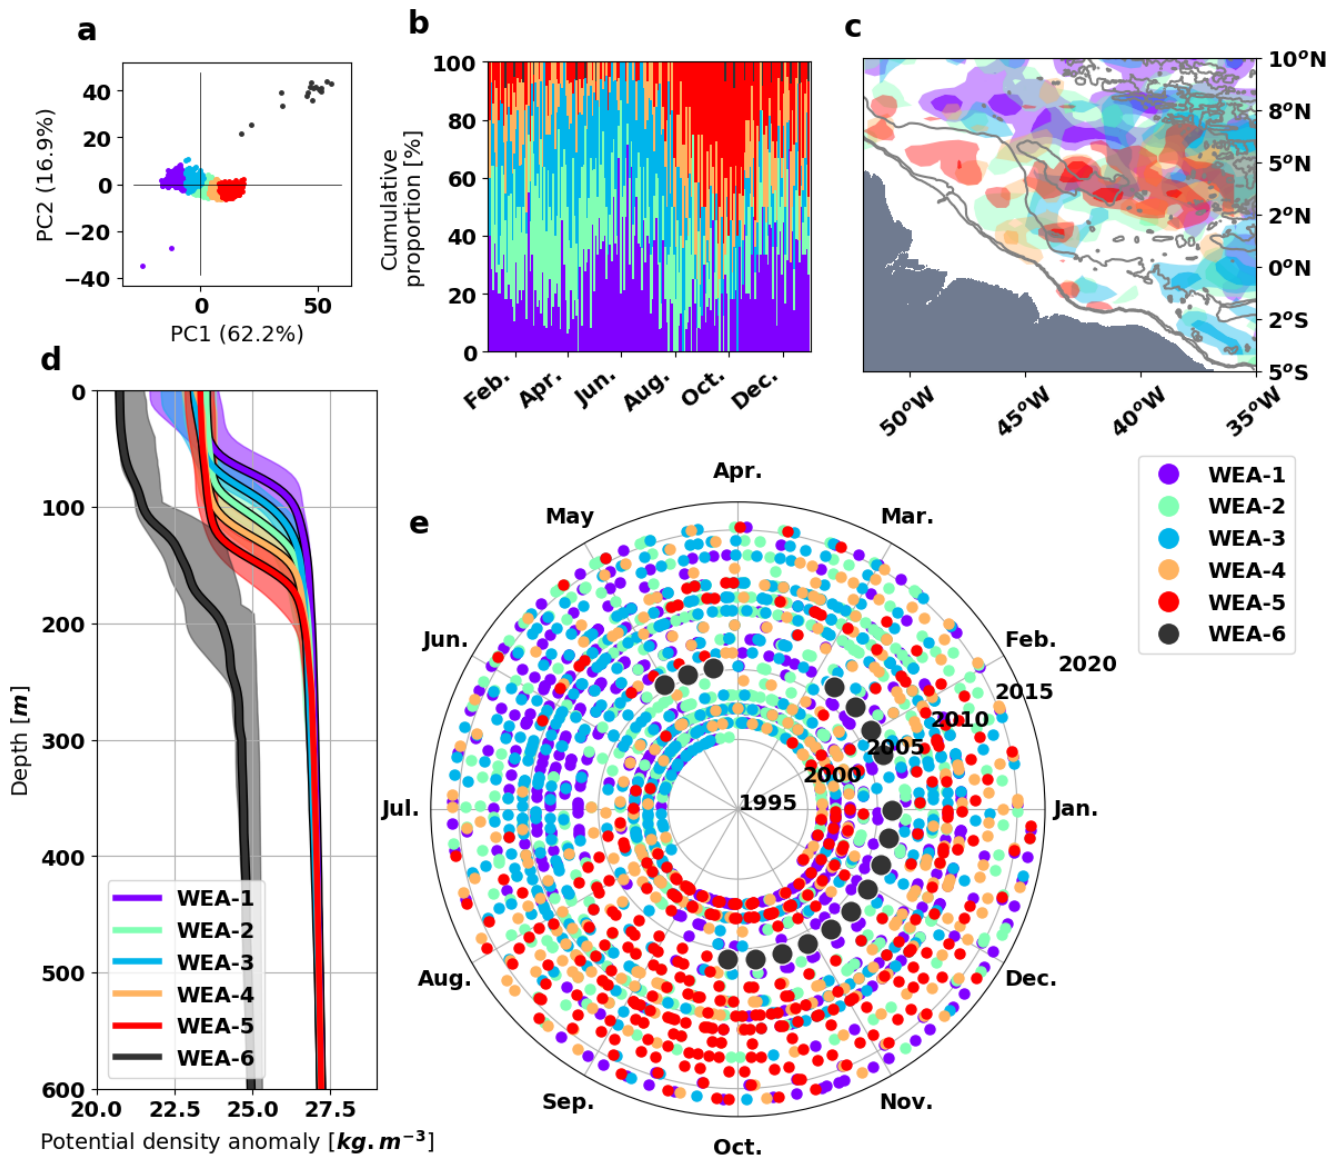 a
PC2 (16.9%)
40
20
0
−20
−40
0
50
PC1 (62.2%)
b
Cumulative
proportion [%]
100
80
60
40
20
0
Feb.
Apr.
Jun.
Aug.
Oct.
Dec.
c
10°N
8°N
5°N
2°N
0°N
2°S
5°S
50°W
45°W
40°W
35°W
d
Depth [m]
0
100
200
300
400
500
600
20.0
22.5
25.0
27.5
Potential density anomaly [kg.m⁻³]
WEA-1
WEA-2
WEA-3
WEA-4
WEA-5
WEA-6
e
Apr.
Mar.
Feb.
Jan.
Dec.
Nov.
Oct.
Sep.
Aug.
Jul.
Jun.
May
2020
2015
2010
2005
2000
1995
WEA-1
WEA-2
WEA-3
WEA-4
WEA-5
WEA-6